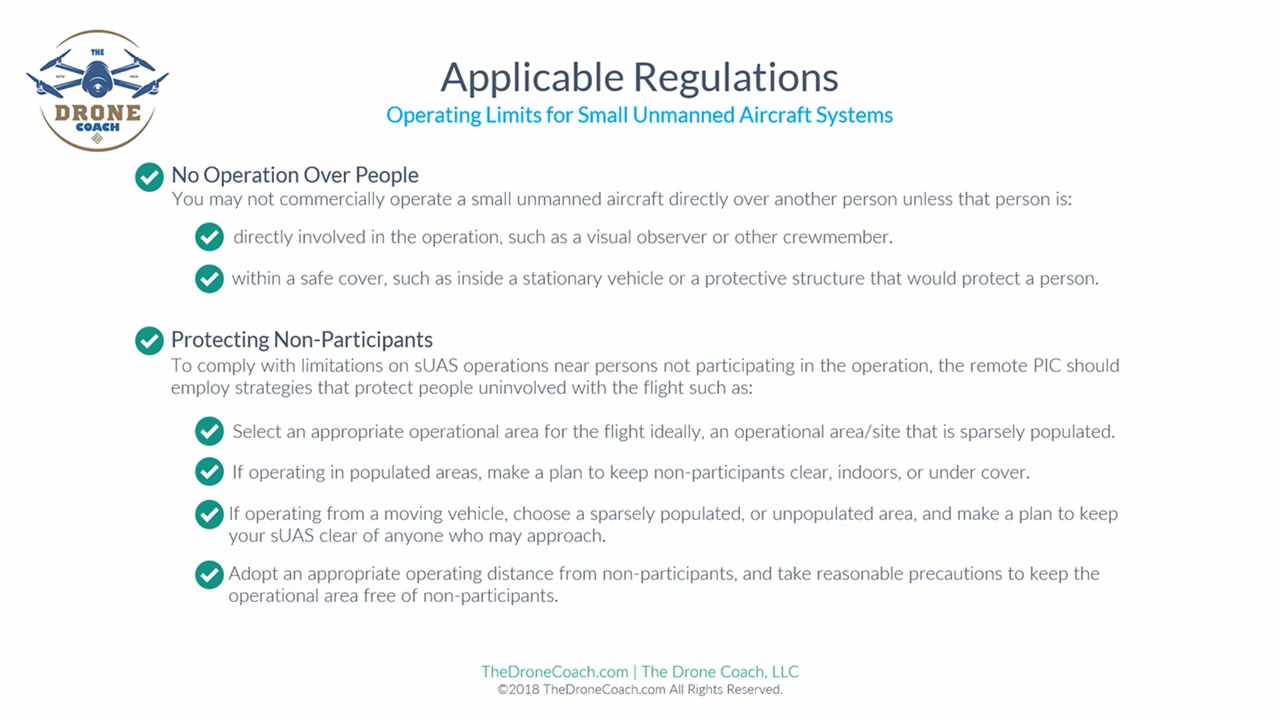 THE
DRONE
COACH
Applicable Regulations
Operating Limits for Small Unmanned Aircraft Systems
No Operation Over People
You may not commercially operate a small unmanned aircraft directly over another person unless that person is:
directly involved in the operation, such as a visual observer or other crewmember.
within a safe cover, such as inside a stationary vehicle or a protective structure that would protect a person.
Protecting Non-Participants
To comply with limitations on sUAS operations near persons not participating in the operation, the remote PIC should
employ strategies that protect people uninvolved with the flight such as:
Select an appropriate operational area for the flight ideally, an operational area/site that is sparsely populated.
If operating in populated areas, make a plan to keep non-participants clear, indoors, or under cover.
If operating from a moving vehicle, choose a sparsely populated, or unpopulated area, and make a plan to keep
your sUAS clear of anyone who may approach.
Adopt an appropriate operating distance from non-participants, and take reasonable precautions to keep the
operational area free of non-participants.
TheDroneCoach.com | The Drone Coach, LLC
©2018 TheDroneCoach.com All Rights Reserved.